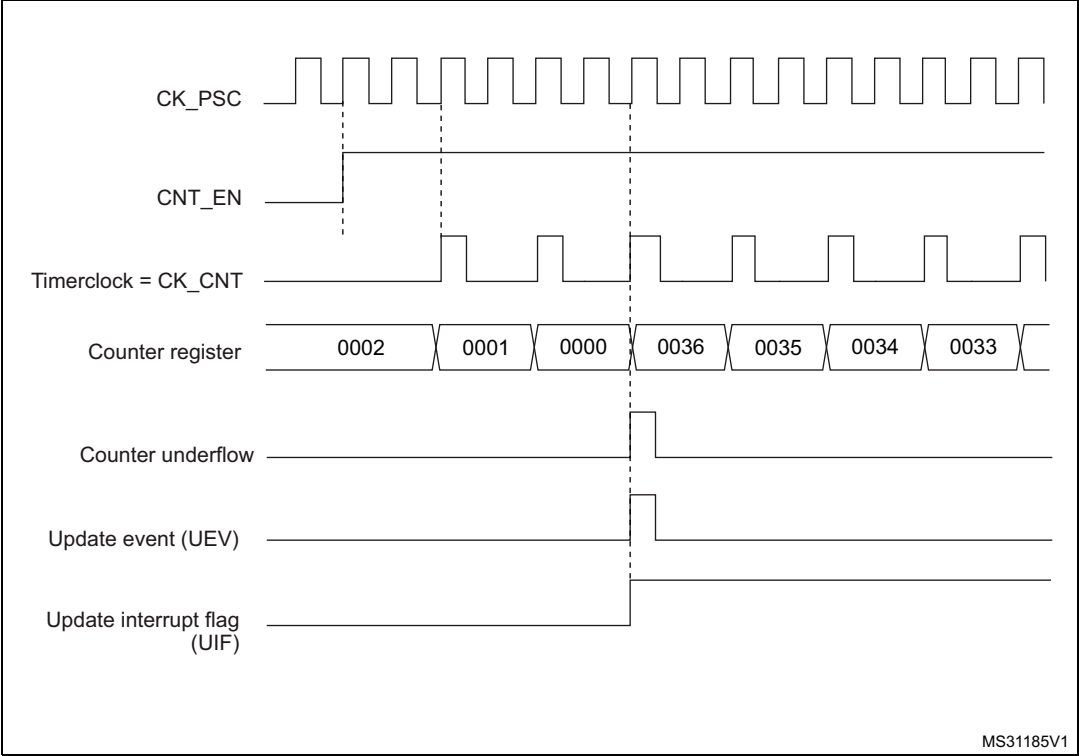 CK_PSC
CNT_EN
Timerclock = CK_CNT
Counter register
0002 0001 0000 0036 0035 0034 0033
Counter underflow
Update event (UEV)
Update interrupt flag
(UIF)
MS31185V1